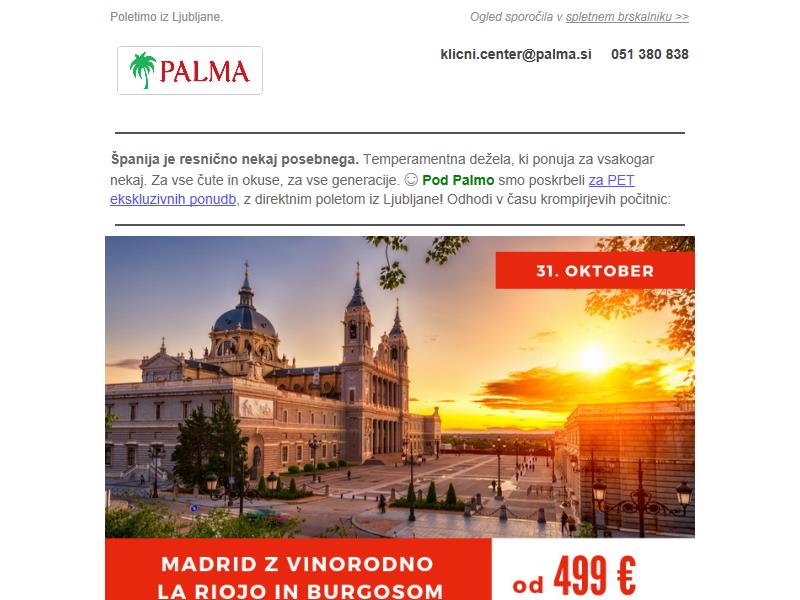 Poletimo iz Ljubljane.
Ogled sporočila v spletnem brskalniku >>
PALMA
klicni.center@palma.si 051 380 838
Španija je resnično nekaj posebnega. Temperamentna dežela, ki ponuja za vsakogar
nekaj. Za vse čute in okuse, za vse generacije. ☺ Pod Palmo smo poskrbeli za PET
ekskluzivnih ponudb, z direktnim poletom iz Ljubljane! Odhodi v času krompirjevih počitnic:
31. OKTOBER
MADRID Z VINORODNO
LA RIOJO IN BURGOSOM
od 499 €